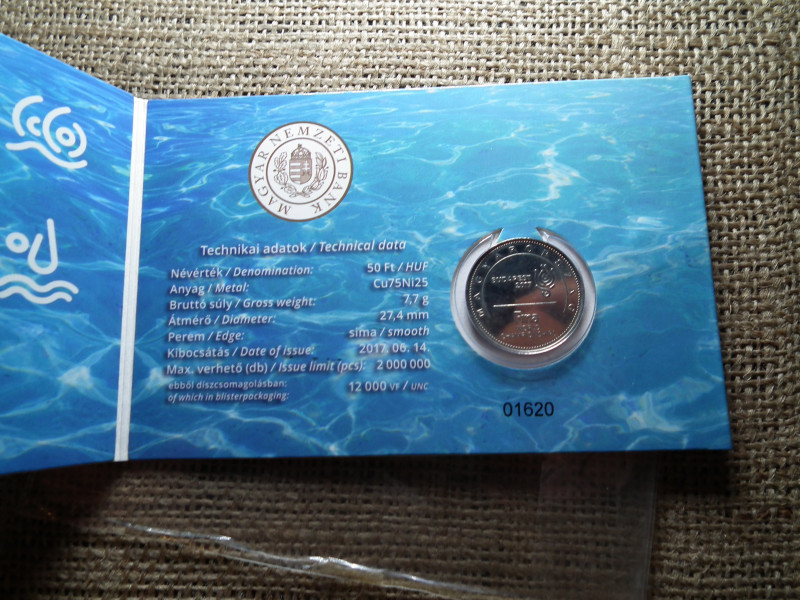 MAGYAR NEMZETI BANK
Technikai adatok / Technical data
Névérték / Denomination: 50 Ft / HUF
Anyag / Metal: Cu75Ni25
Bruttó súly / Gross weight: 7,7 g
Átmérő / Diameter: 27,4 mm
Perem / Edge: sima / smooth
Kibocsátás / Date of issue: 2017. 06. 14.
Max. verhető (db) / Issue limit (pcs): 2 000 000
ebből díszcsomagolásban:
of which in blisterpackaging: 12 000 VF / UNC
MAGYARORSZÁG
BUDAPEST
2017
01620